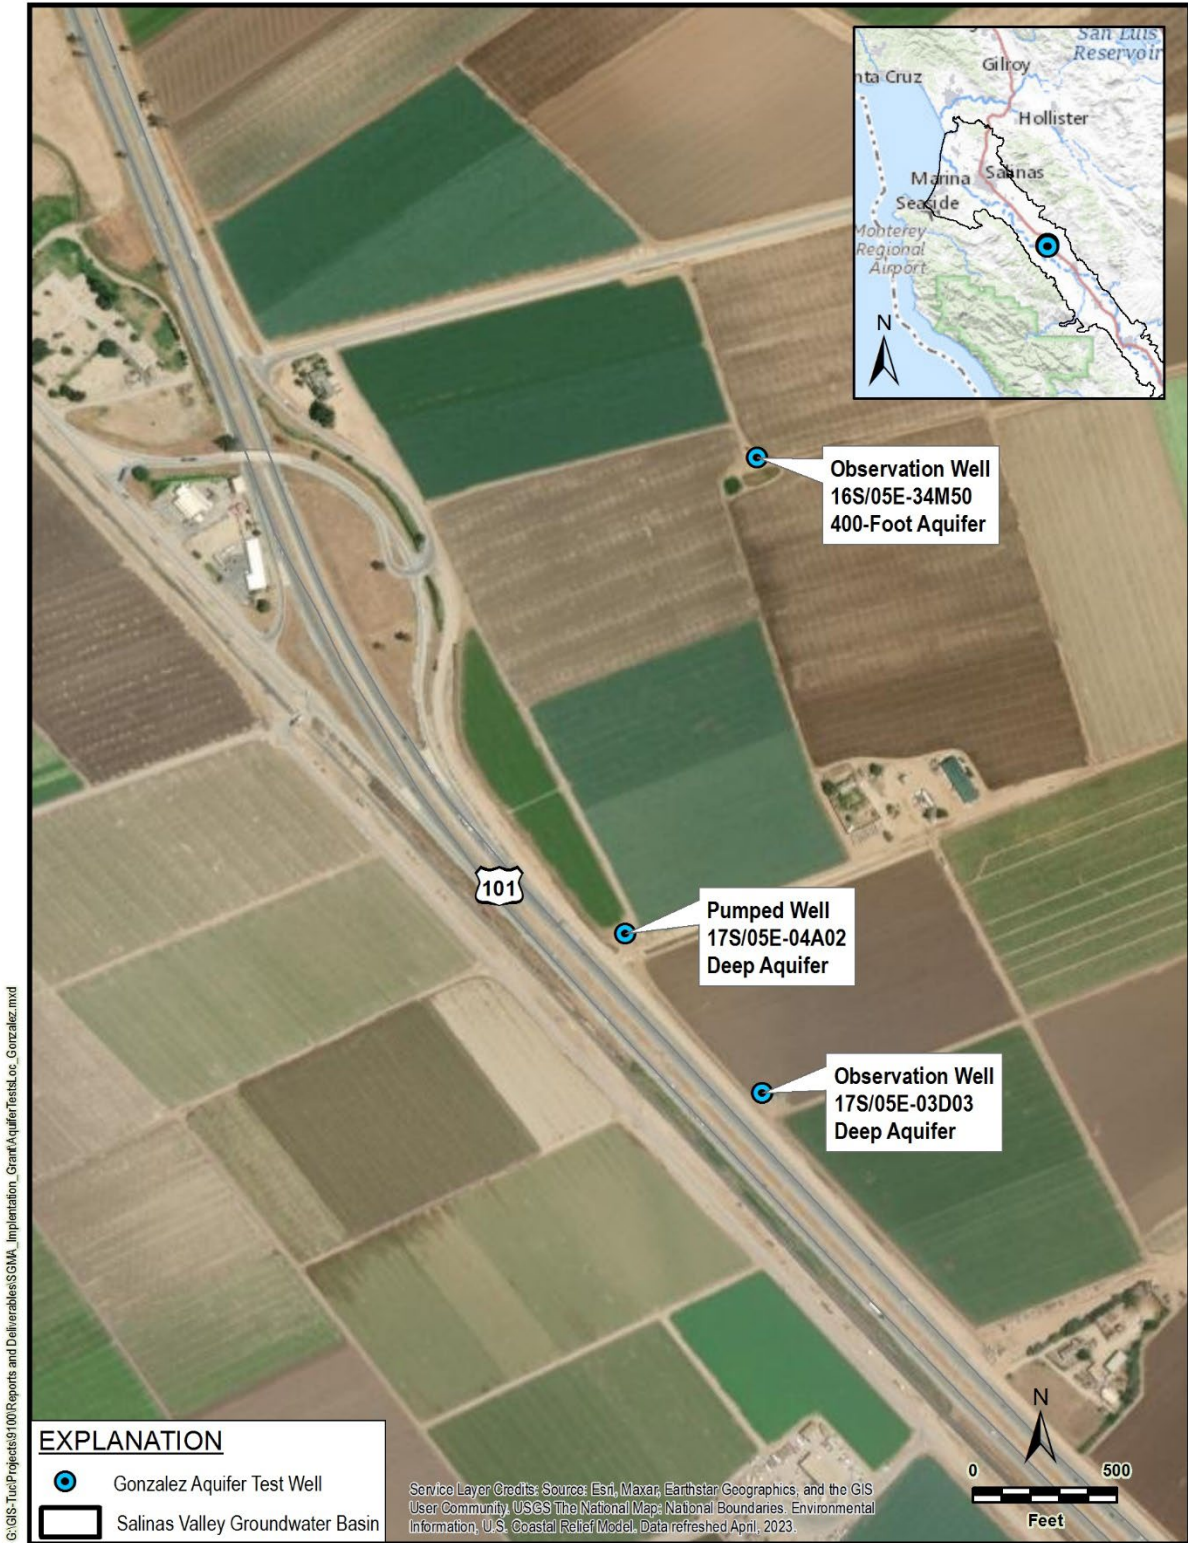 San Luis
Reservoir
Gilroy
nta Cruz
Hollister
Marina
Salinas
Seaside
Monterey
Regional
Airport
N
Observation Well
16S/05E-34M50
400-Foot Aquifer
101
Pumped Well
17S/05E-04A02
Deep Aquifer
Observation Well
17S/05E-03D03
Deep Aquifer
G:\GIS-Tuc\Projects\9100\Reports and Deliverables\SGMA_Implentation_Grant\AquiferTestsLoc_Gonzalez.mxd
EXPLANATION
Gonzalez Aquifer Test Well
Salinas Valley Groundwater Basin
Service Layer Credits: Source: Esri, Maxar, Earthstar Geographics, and the GIS
User Community, USGS The National Map: National Boundaries. Environmental
Information, U.S. Coastal Relief Model. Data refreshed April, 2023.
N
0 500
Feet